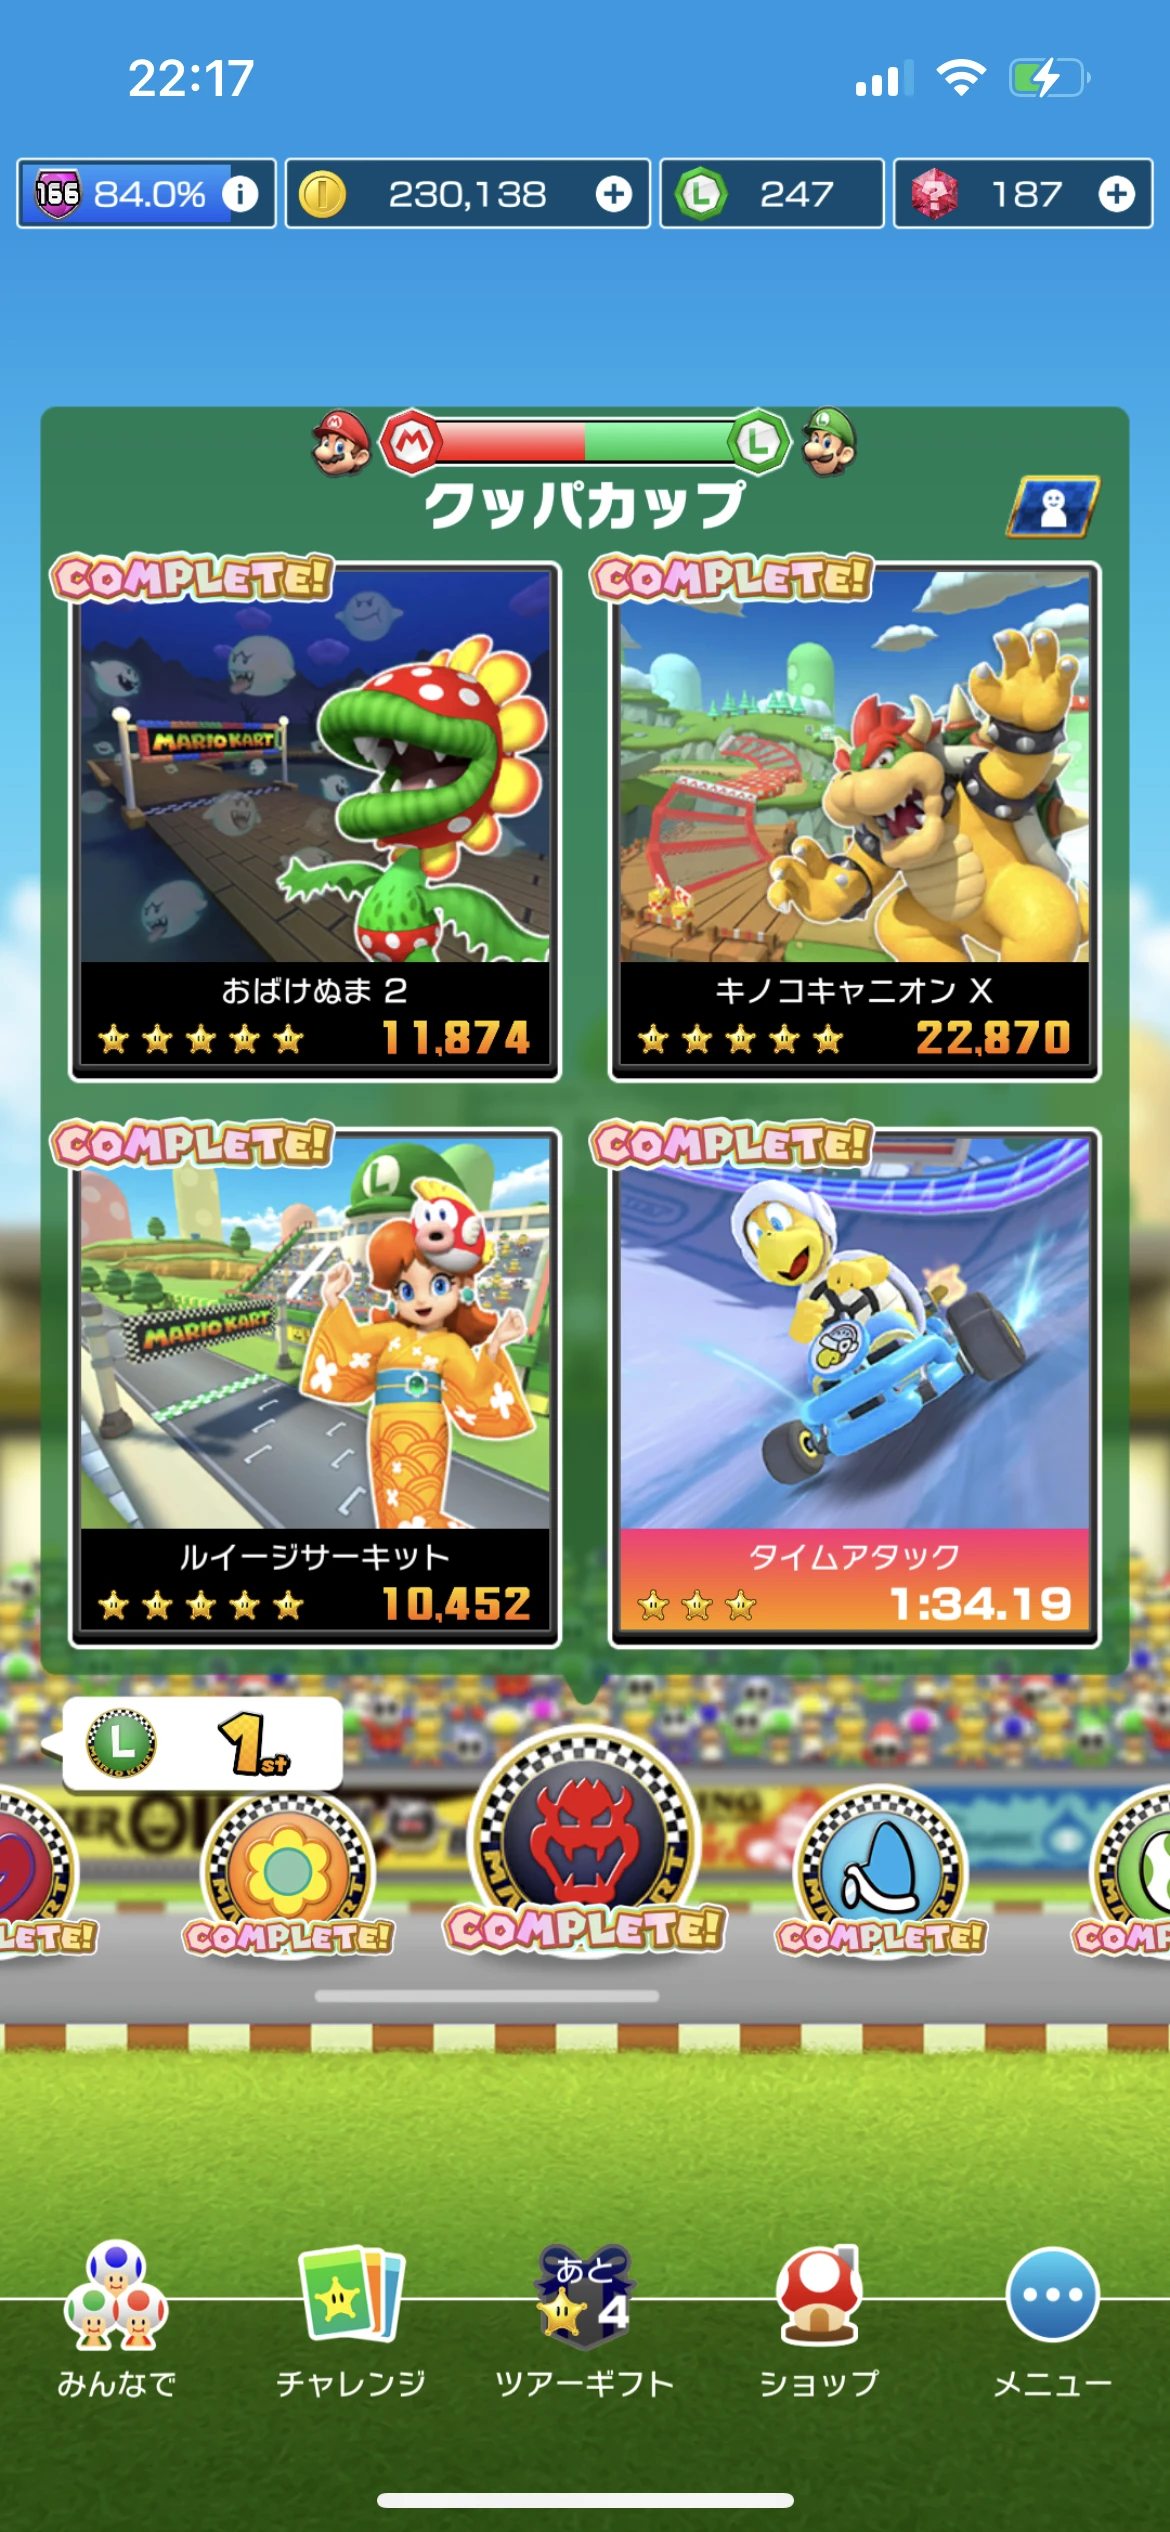 22:17
166 84.0% i
230,138 +
L 247
? 187 +
M L
クッパカップ
COMPLETE!
MARIO KART
おばけぬま 2
11,874
COMPLETE!
キノコキャニオン X
22,870
COMPLETE!
L
MARIO KART
ルイージサーキット
10,452
COMPLETE!
タイムアタック
1:34.19
L 1st
COMPLETE!
COMPLETE!
COMPLETE!
あと
4
みんなで
チャレンジ
ツアーギフト
ショップ
メニュー